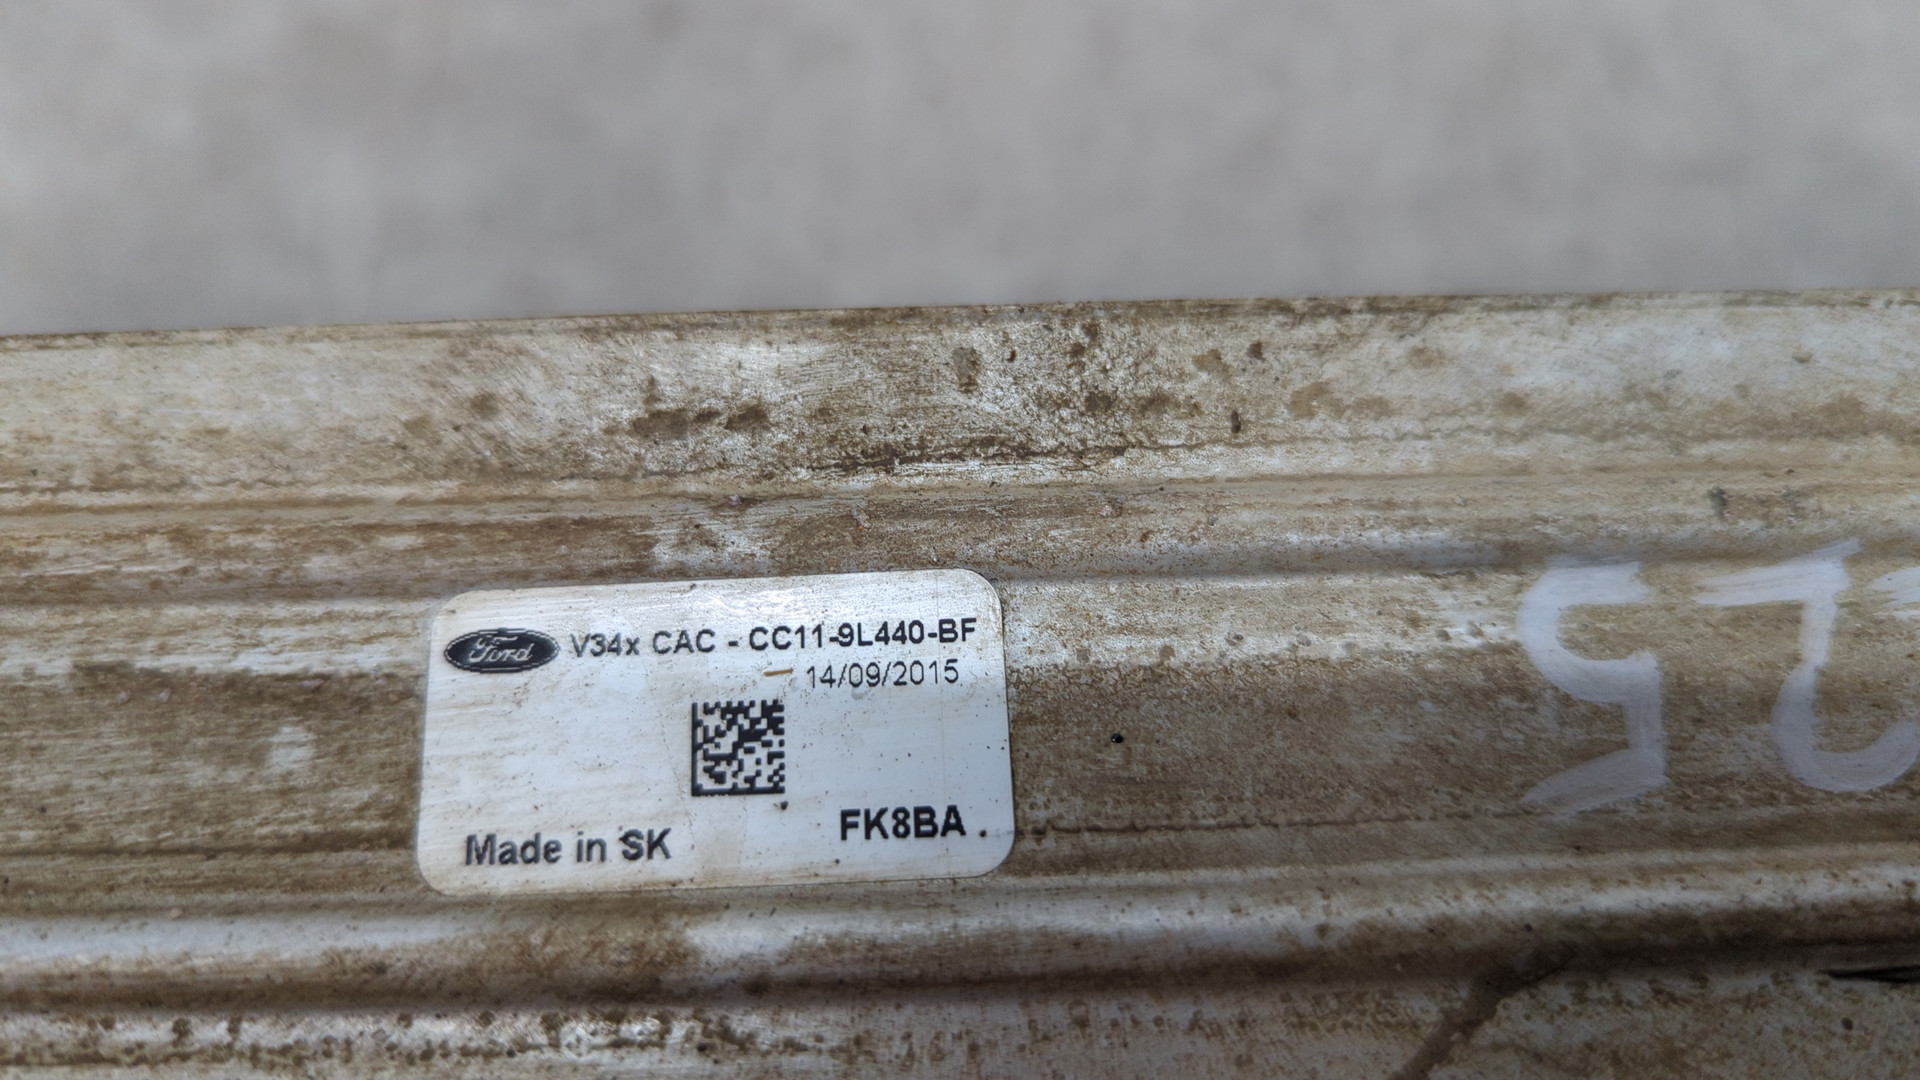 Ford V34x CAC - CC11-9L440-BF
14/09/2015
FK8BA
Made in SK